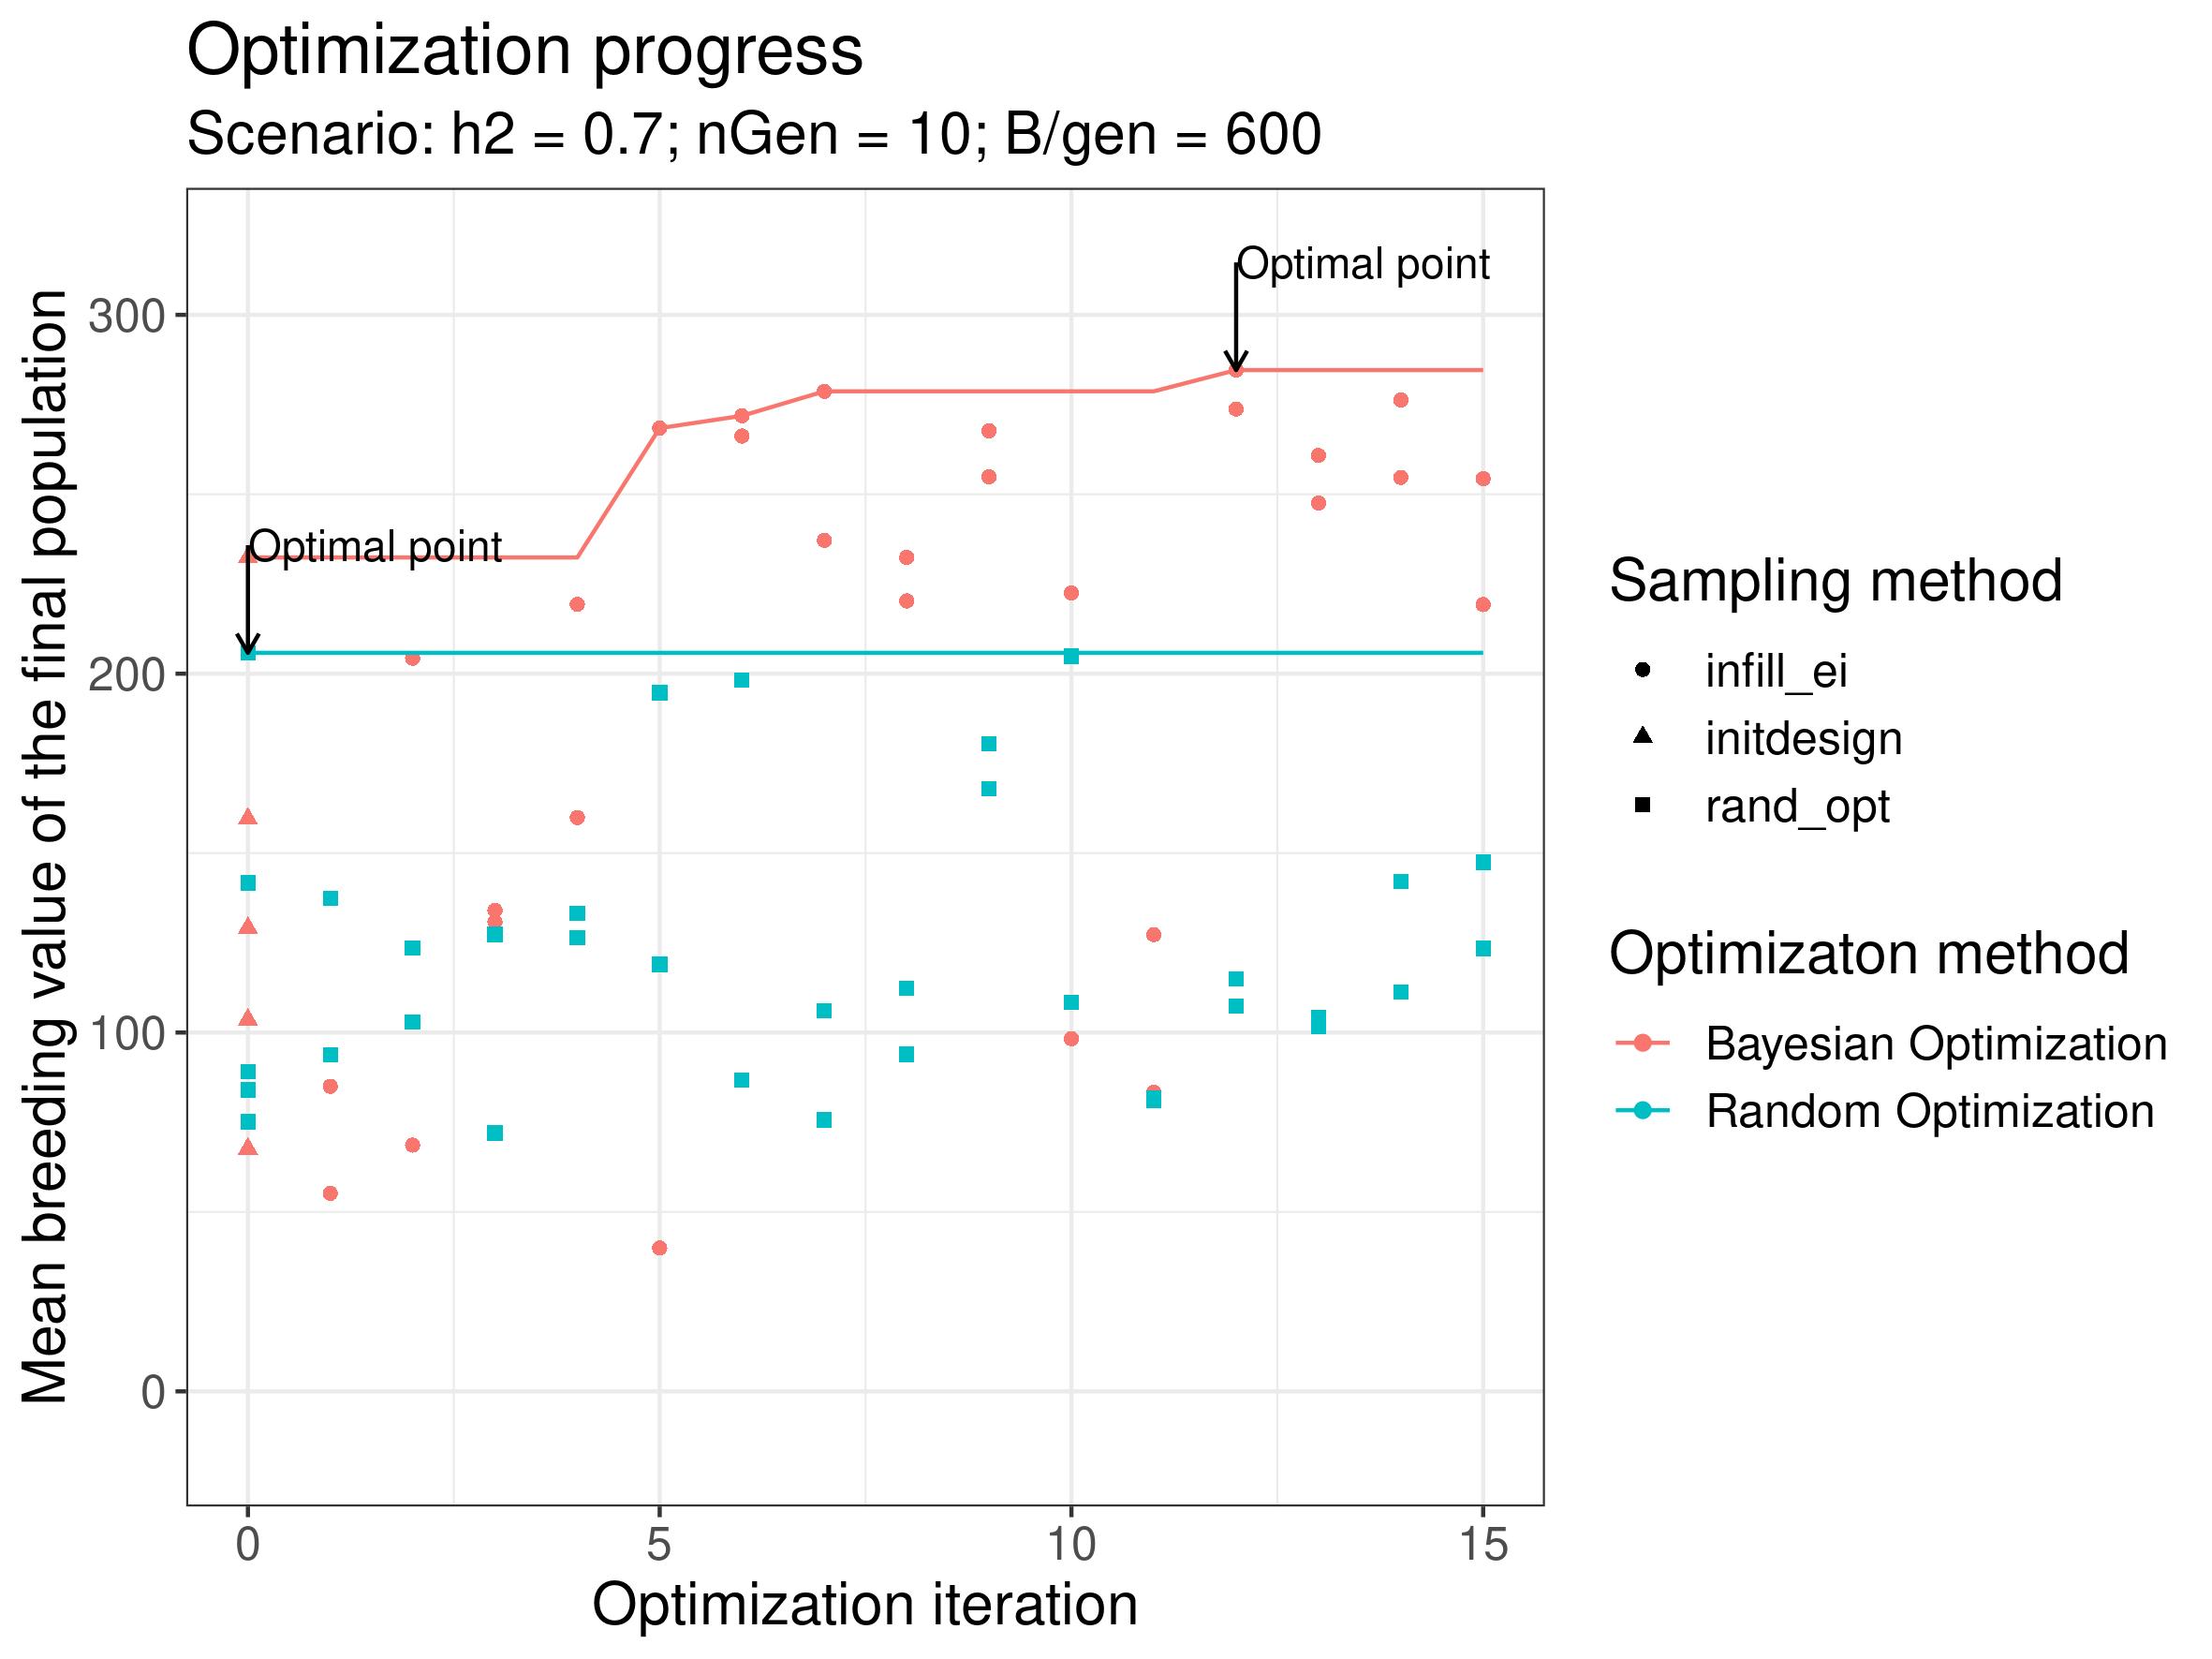 Optimization progress
Scenario: h2 = 0.7; nGen = 10; B/gen = 600
Mean breeding value of the final population
300
200
100
0
Optimal point
Optimal point
0
5
10
15
Optimization iteration
Sampling method
infill_ei
initdesign
rand_opt
Optimizaton method
Bayesian Optimization
Random Optimization